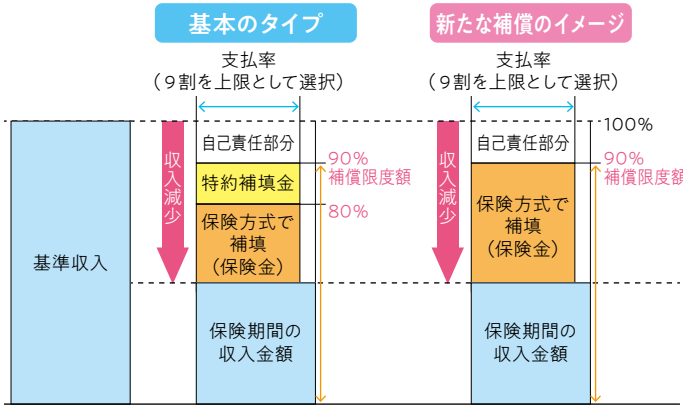 基本のタイプ
新たな補償のイメージ
支払率
（９割を上限として選択）
支払率
（９割を上限として選択）
基準収入
収入減少
自己責任部分
特約補填金
保険方式で
補填
（保険金）
保険期間の
収入金額
90%
補償限度額
80%
収入減少
自己責任部分
保険方式で
補填
（保険金）
保険期間の
収入金額
100%
90%
補償限度額